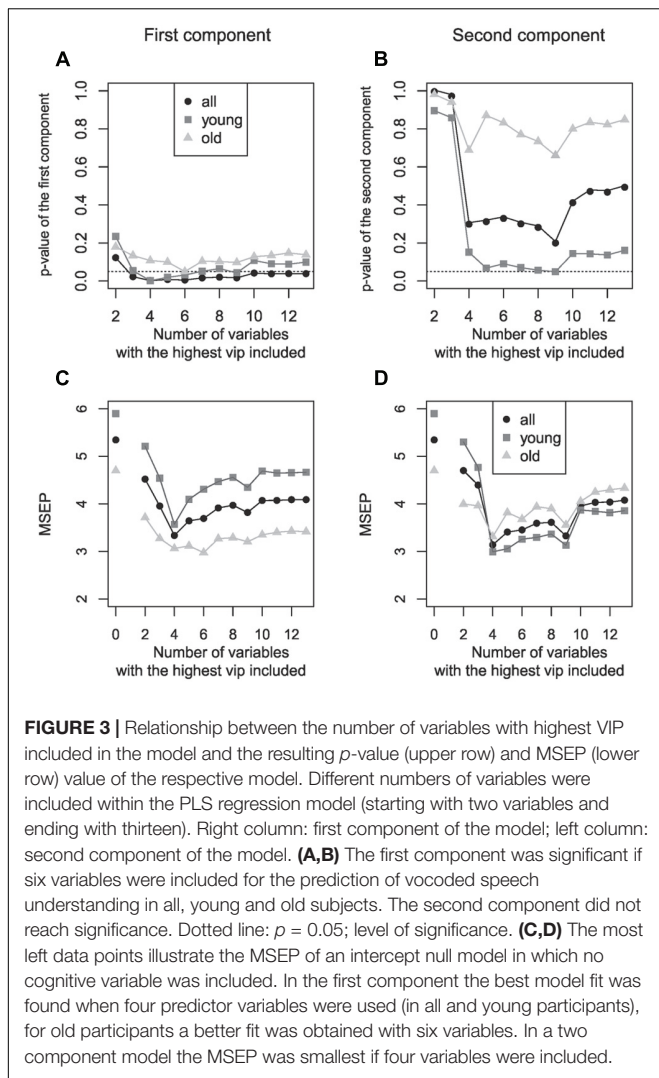 First component
Second component
A
B
p-value of the first component
1.0
0.8
0.6
0.4
0.2
0.0
all
young
old
2 4 6 8 10 12
Number of variables
with the highest vip included
p-value of the second component
1.0
0.8
0.6
0.4
0.2
0.0
2 4 6 8 10 12
Number of variables
with the highest vip included
C
D
MSEP
6
5
4
3
2
0 2 4 6 8 10 12
Number of variables
with the highest vip included
MSEP
6
5
4
3
2
all
young
old
0 2 4 6 8 10 12
Number of variables
with the highest vip included
FIGURE 3 | Relationship between the number of variables with highest VIP
included in the model and the resulting p-value (upper row) and MSEP (lower
row) value of the respective model. Different numbers of variables were
included within the PLS regression model (starting with two variables and
ending with thirteen). Right column: first component of the model; left column:
second component of the model. (A,B) The first component was significant if
six variables were included for the prediction of vocoded speech
understanding in all, young and old subjects. The second component did not
reach significance. Dotted line: p = 0.05; level of significance. (C,D) The most
left data points illustrate the MSEP of an intercept null model in which no
cognitive variable was included. In the first component the best model fit was
found when four predictor variables were used (in all and young participants),
for old participants a better fit was obtained with six variables. In a two
component model the MSEP was smallest if four variables were included.